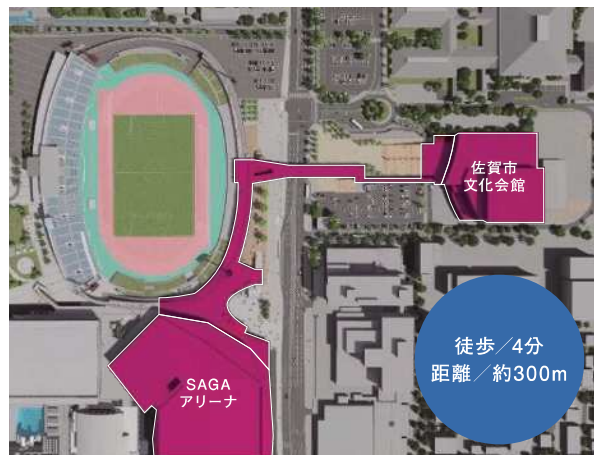 佐賀市
文化会館
徒歩／4分
距離／約300m
SAGA
アリーナ